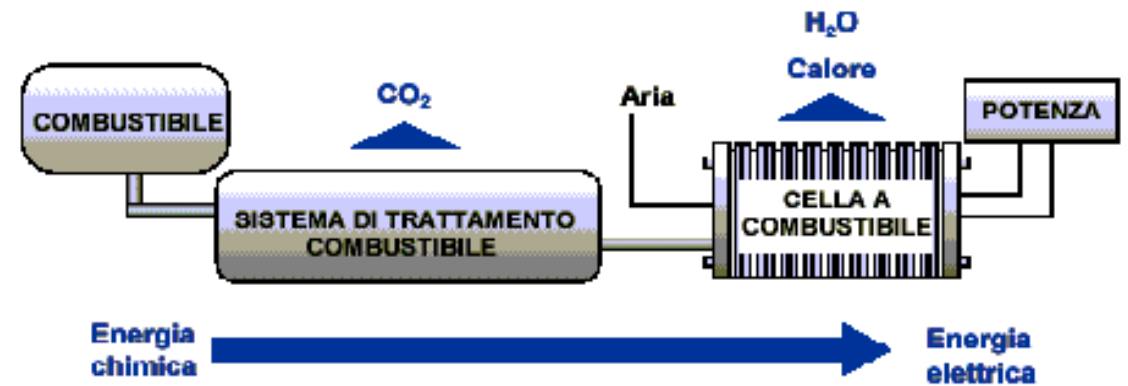 H₂O
Calore
CO₂
Aria
COMBUSTIBILE
POTENZA
CELLA A
COMBUSTIBILE
SISTEMA DI TRATTAMENTO
COMBUSTIBILE
Energia
chimica
Energia
elettrica